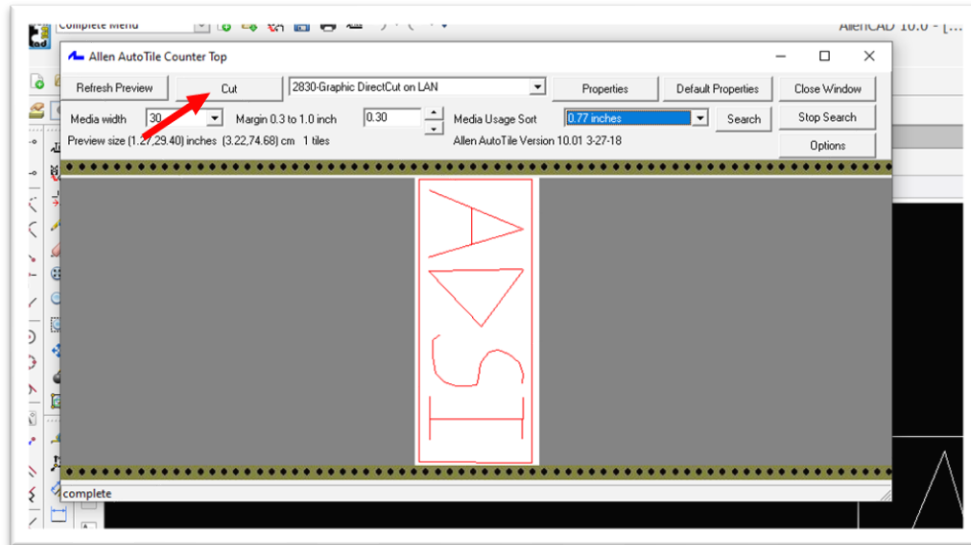 Complete Menu AllenCAD 10.0 - [...
Allen AutoTile Counter Top
Refresh Preview Cut 2830-Graphic DirectCut on LAN Properties Default Properties Close Window
Media width 30 Margin 0.3 to 1.0 inch 0.30 Media Usage Sort 0.77 inches Search Stop Search
Preview size (1.27,29.40) inches (3.22,74.68) cm 1 tiles Allen AutoTile Version 10.01 3-27-18 Options
complete